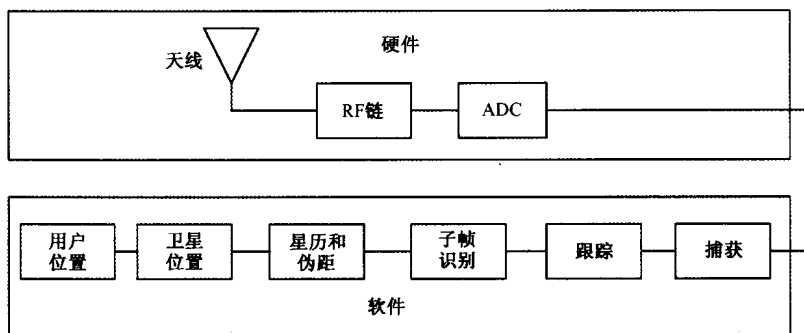 硬件
天线
RF链
ADC
用户
位置
卫星
位置
星历和
伪距
子帧
识别
跟踪
捕获
软件